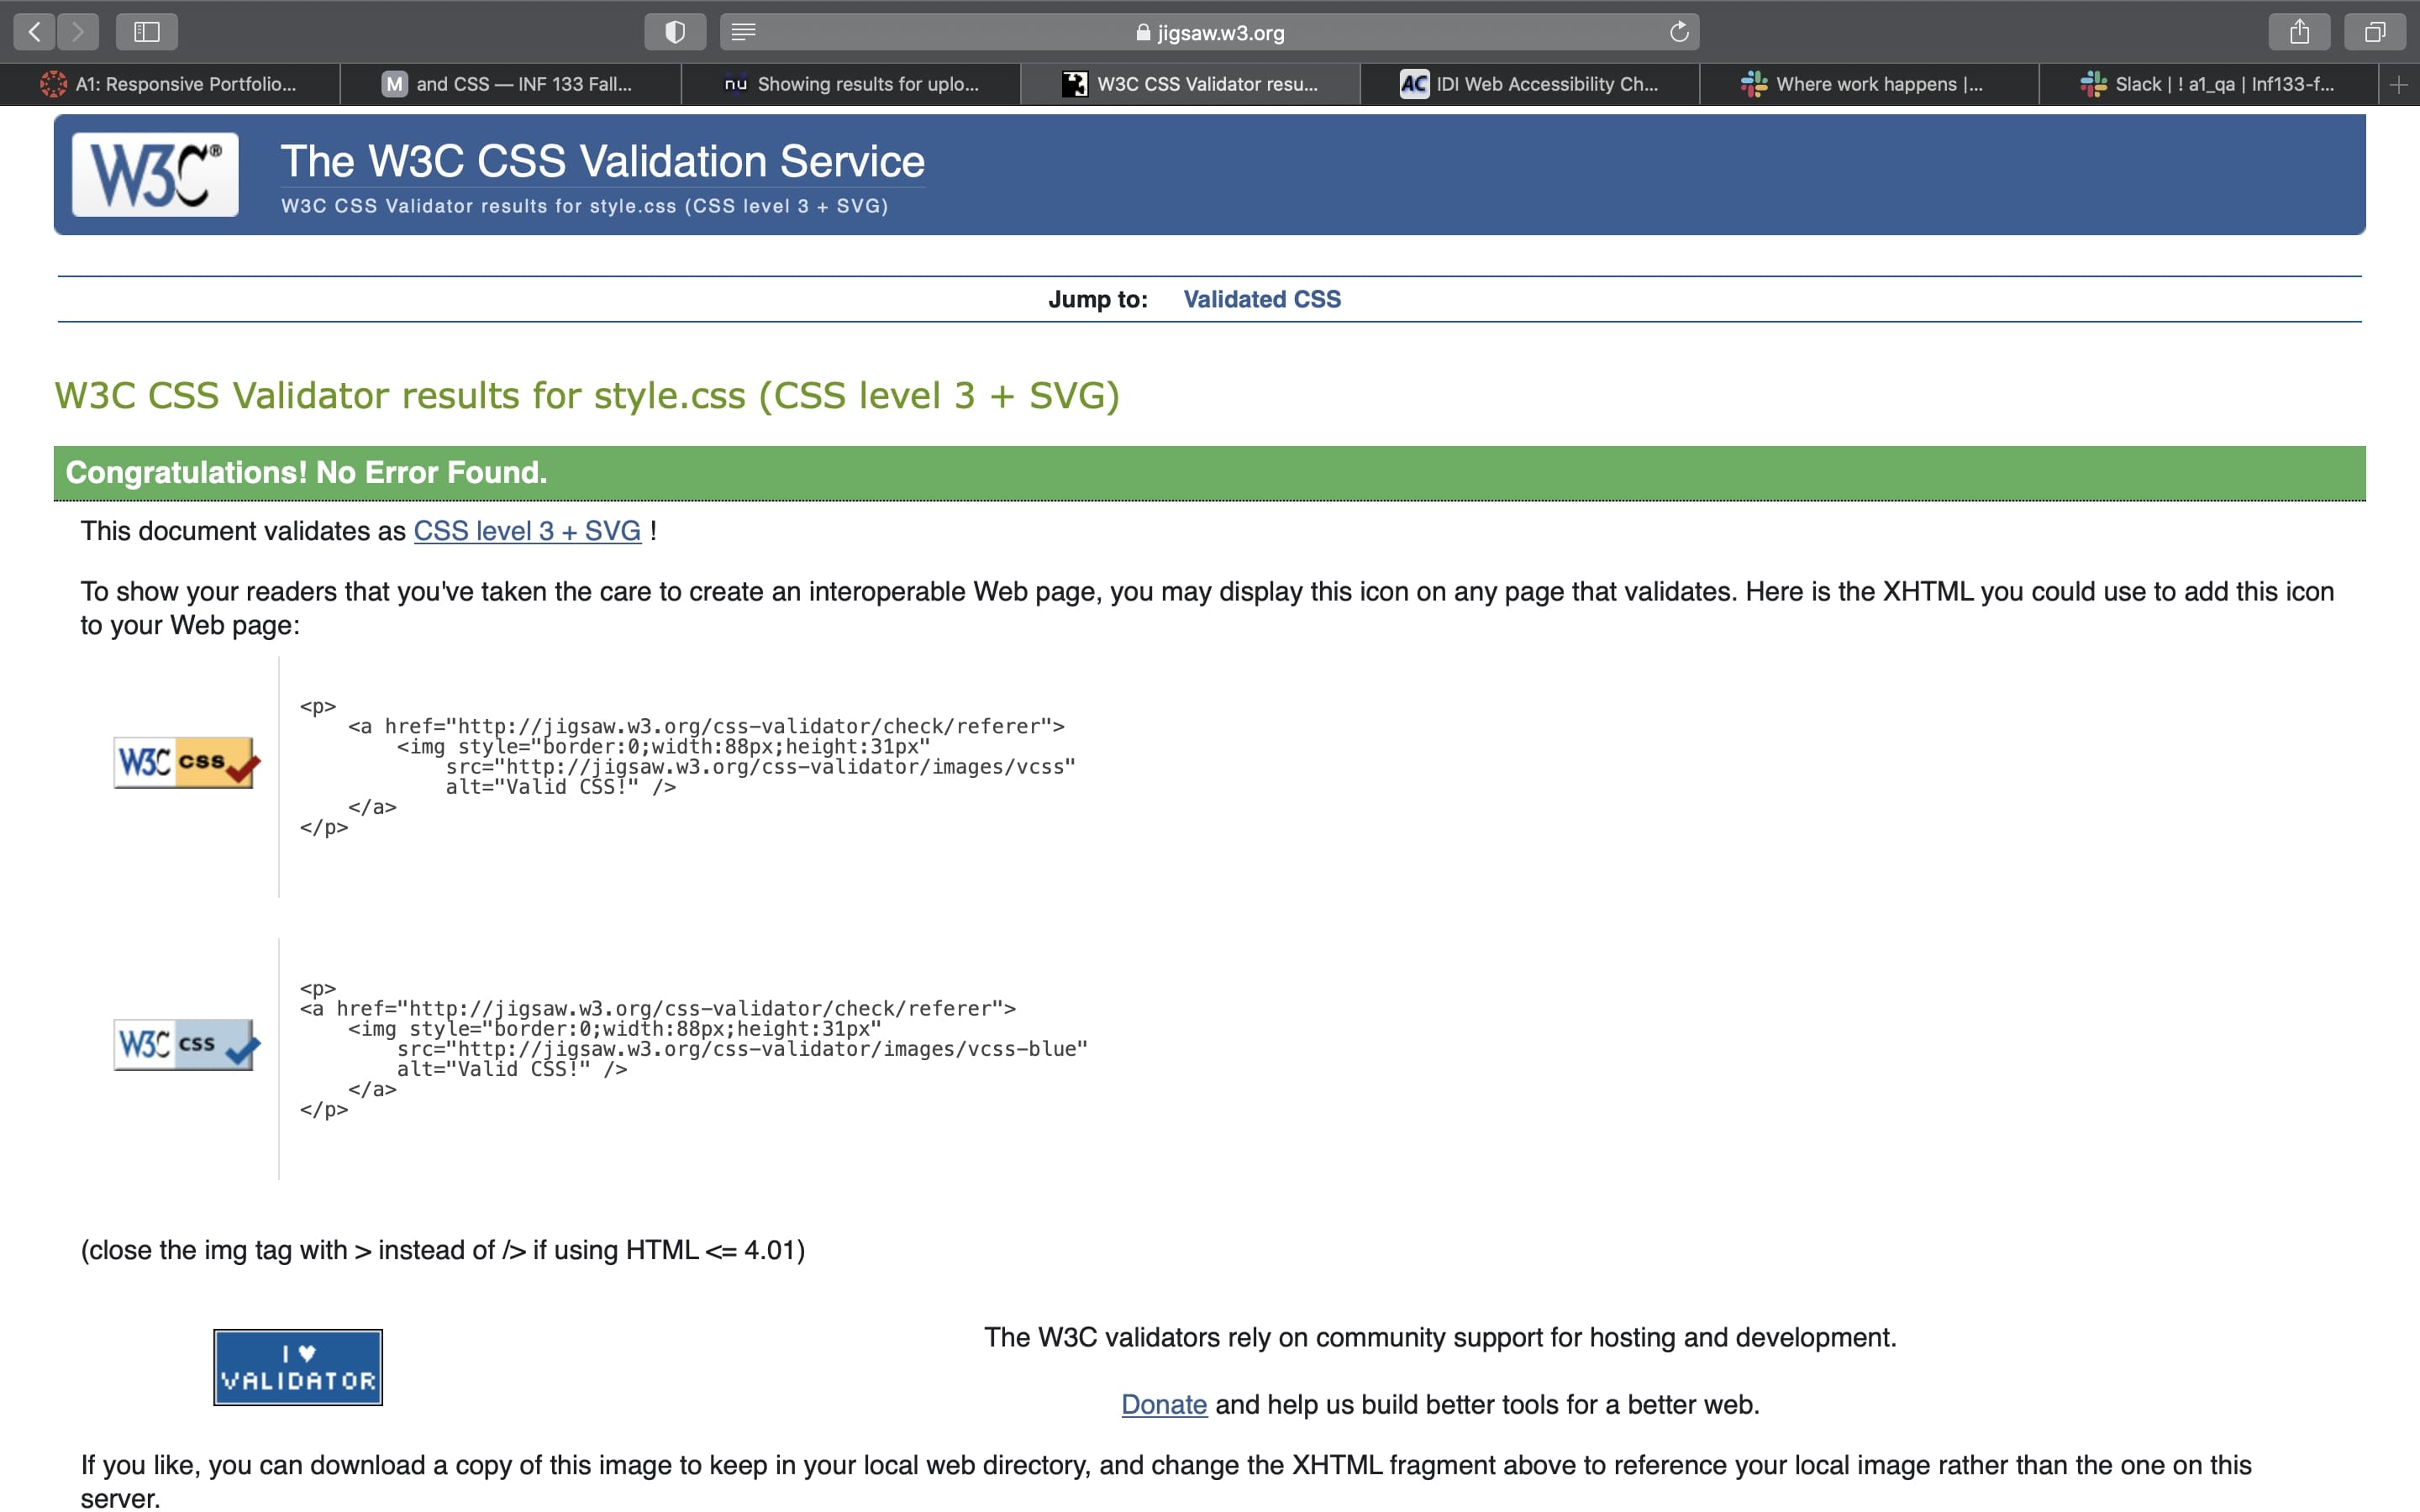 jigsaw.w3.org
A1: Responsive Portfolio...
M and CSS — INF 133 Fall...
nu Showing results for uplo...
W3C CSS Validator resu...
AC IDI Web Accessibility Ch...
Where work happens |...
Slack | ! a1_qa | Inf133-f...
W3C®
The W3C CSS Validation Service
W3C CSS Validator results for style.css (CSS level 3 + SVG)
Jump to: Validated CSS
W3C CSS Validator results for style.css (CSS level 3 + SVG)
Congratulations! No Error Found.
This document validates as CSS level 3 + SVG !
To show your readers that you've taken the care to create an interoperable Web page, you may display this icon on any page that validates. Here is the XHTML you could use to add this icon
to your Web page:
W3C css
<p>
    <a href="http://jigsaw.w3.org/css-validator/check/referer">
        <img style="border:0;width:88px;height:31px"
            src="http://jigsaw.w3.org/css-validator/images/vcss"
            alt="Valid CSS!" />
    </a>
</p>
W3C css
<p>
<a href="http://jigsaw.w3.org/css-validator/check/referer">
    <img style="border:0;width:88px;height:31px"
        src="http://jigsaw.w3.org/css-validator/images/vcss-blue"
        alt="Valid CSS!" />
    </a>
</p>
(close the img tag with > instead of /> if using HTML <= 4.01)
I ♥
VALIDATOR
The W3C validators rely on community support for hosting and development.
Donate and help us build better tools for a better web.
If you like, you can download a copy of this image to keep in your local web directory, and change the XHTML fragment above to reference your local image rather than the one on this
server.